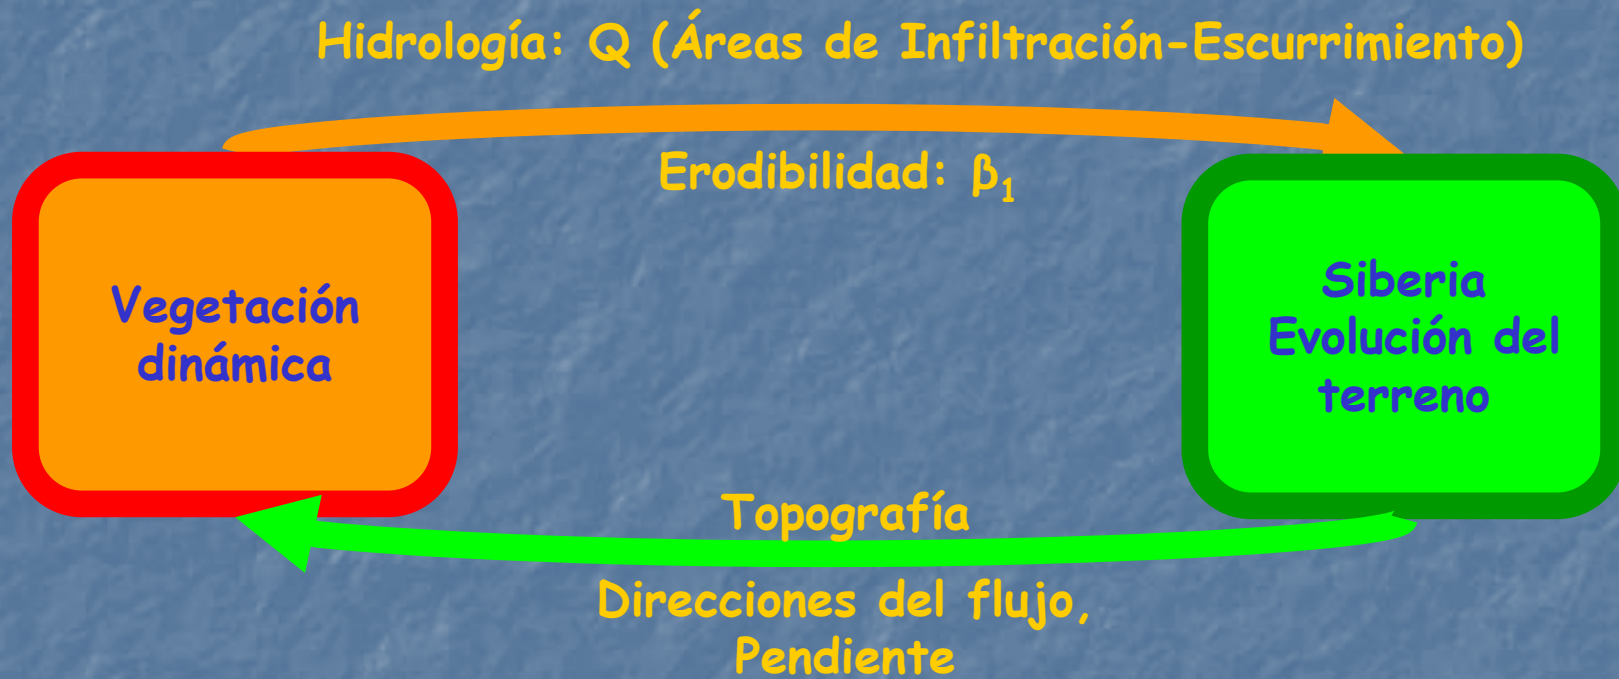 Hidrología: Q (Áreas de Infiltración-Escurrimiento)
Erodibilidad: β₁
Vegetación
dinámica
Siberia
Evolución del
terreno
Topografía
Direcciones del flujo,
Pendiente